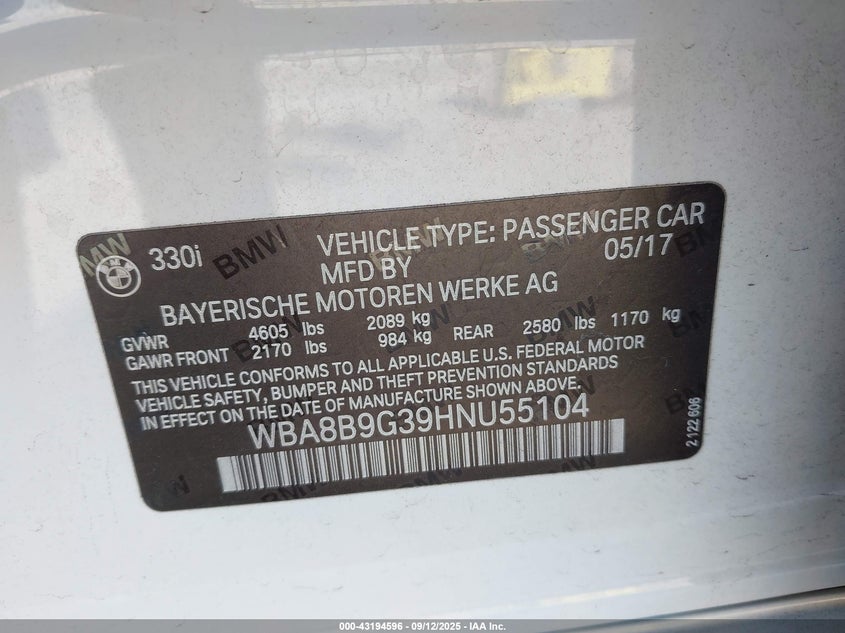 330i
VEHICLE TYPE: PASSENGER CAR
MFD BY 05/17
BAYERISCHE MOTOREN WERKE AG
GVWR 4605 lbs 2089 kg
GAWR FRONT 2170 lbs 984 kg REAR 2580 lbs 1170 kg
THIS VEHICLE CONFORMS TO ALL APPLICABLE U.S. FEDERAL MOTOR
VEHICLE SAFETY, BUMPER AND THEFT PREVENTION STANDARDS
IN EFFECT ON THE DATE OF MANUFACTURE SHOWN ABOVE.
WBA8B9G39HNU55104
2 122 606
BMW
BMW
BMW
000-43194596 - 09/12/2025 - IAA Inc.